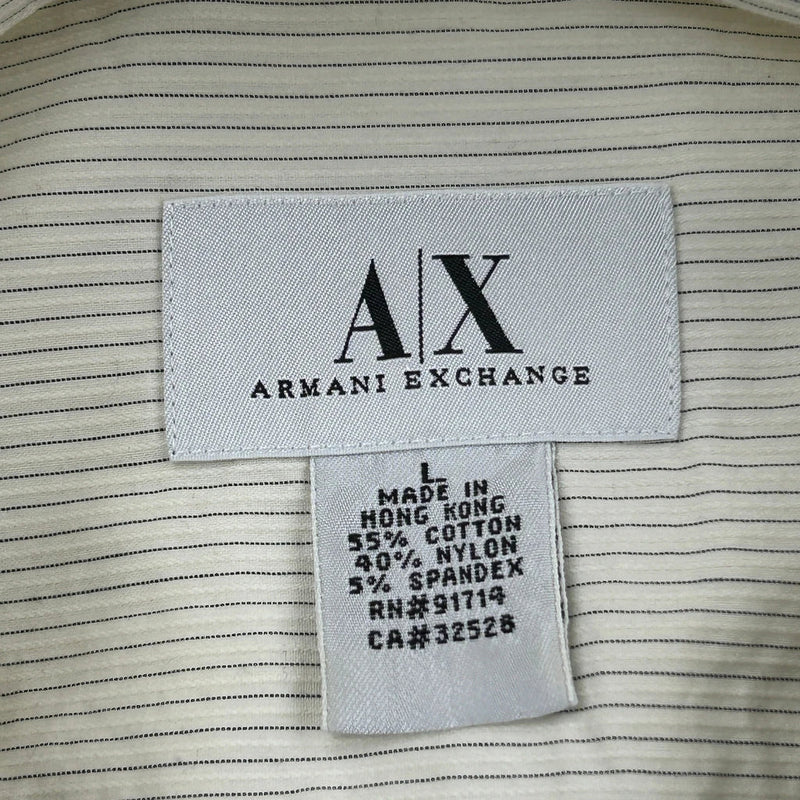 A|X
ARMANI EXCHANGE
L
MADE IN
HONG KONG
55% COTTON
40% NYLON
5% SPANDEX
RN#91714
CA#32528